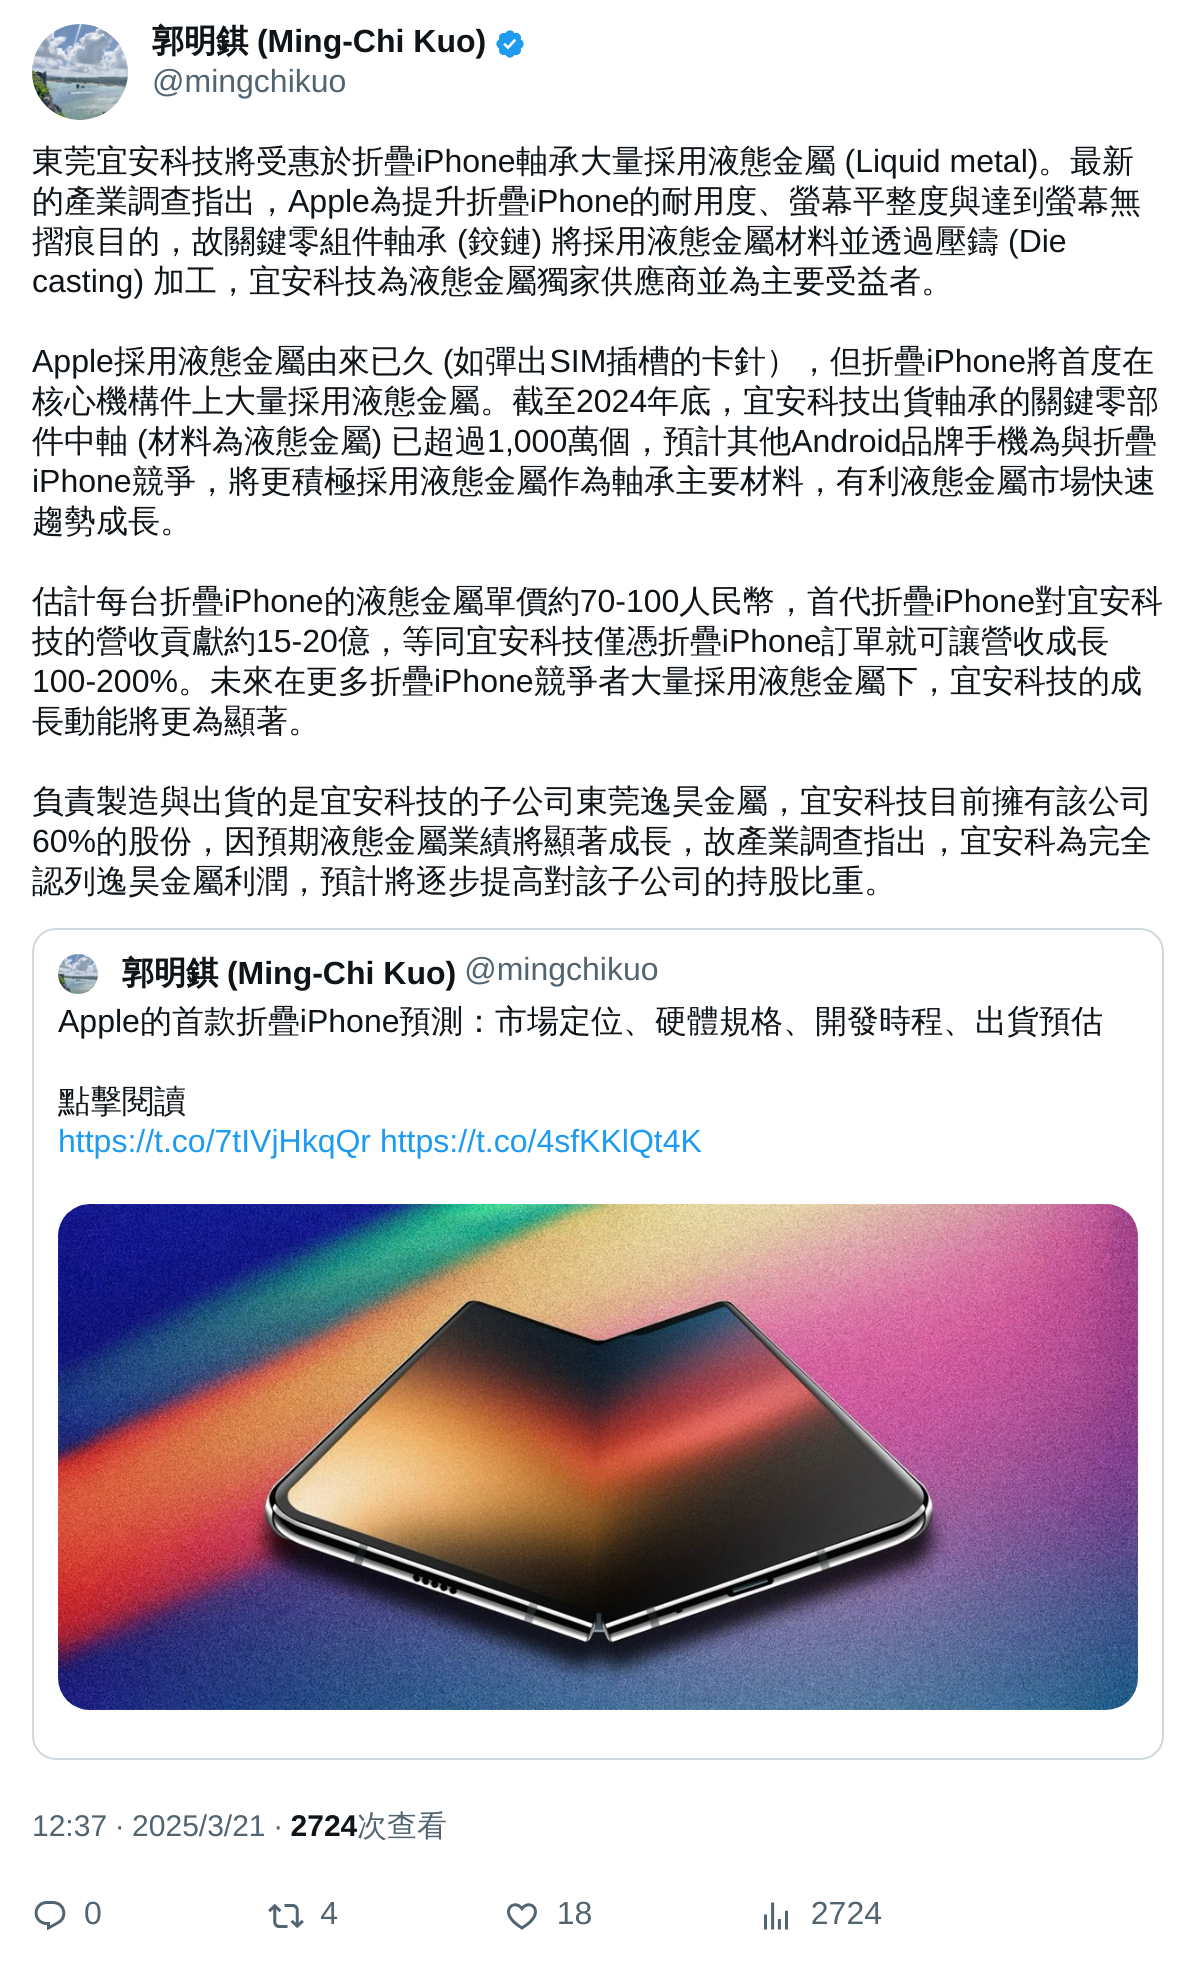 郭明錤 (Ming-Chi Kuo)
@mingchikuo
東莞宜安科技將受惠於折疊iPhone軸承大量採用液態金屬 (Liquid metal)。最新
的產業調查指出，Apple為提升折疊iPhone的耐用度、螢幕平整度與達到螢幕無
摺痕目的，故關鍵零組件軸承 (鉸鏈) 將採用液態金屬材料並透過壓鑄 (Die
casting) 加工，宜安科技為液態金屬獨家供應商並為主要受益者。
Apple採用液態金屬由來已久 (如彈出SIM插槽的卡針），但折疊iPhone將首度在
核心機構件上大量採用液態金屬。截至2024年底，宜安科技出貨軸承的關鍵零部
件中軸 (材料為液態金屬) 已超過1,000萬個，預計其他Android品牌手機為與折疊
iPhone競爭，將更積極採用液態金屬作為軸承主要材料，有利液態金屬市場快速
趨勢成長。
估計每台折疊iPhone的液態金屬單價約70-100人民幣，首代折疊iPhone對宜安科
技的營收貢獻約15-20億，等同宜安科技僅憑折疊iPhone訂單就可讓營收成長
100-200%。未來在更多折疊iPhone競爭者大量採用液態金屬下，宜安科技的成
長動能將更為顯著。
負責製造與出貨的是宜安科技的子公司東莞逸昊金屬，宜安科技目前擁有該公司
60%的股份，因預期液態金屬業績將顯著成長，故產業調查指出，宜安科為完全
認列逸昊金屬利潤，預計將逐步提高對該子公司的持股比重。
郭明錤 (Ming-Chi Kuo) @mingchikuo
Apple的首款折疊iPhone預測：市場定位、硬體規格、開發時程、出貨預估
點擊閱讀
https://t.co/7tIVjHkqQr https://t.co/4sfKKlQt4K
12:37 · 2025/3/21 · 2724次查看
0 4 18 2724